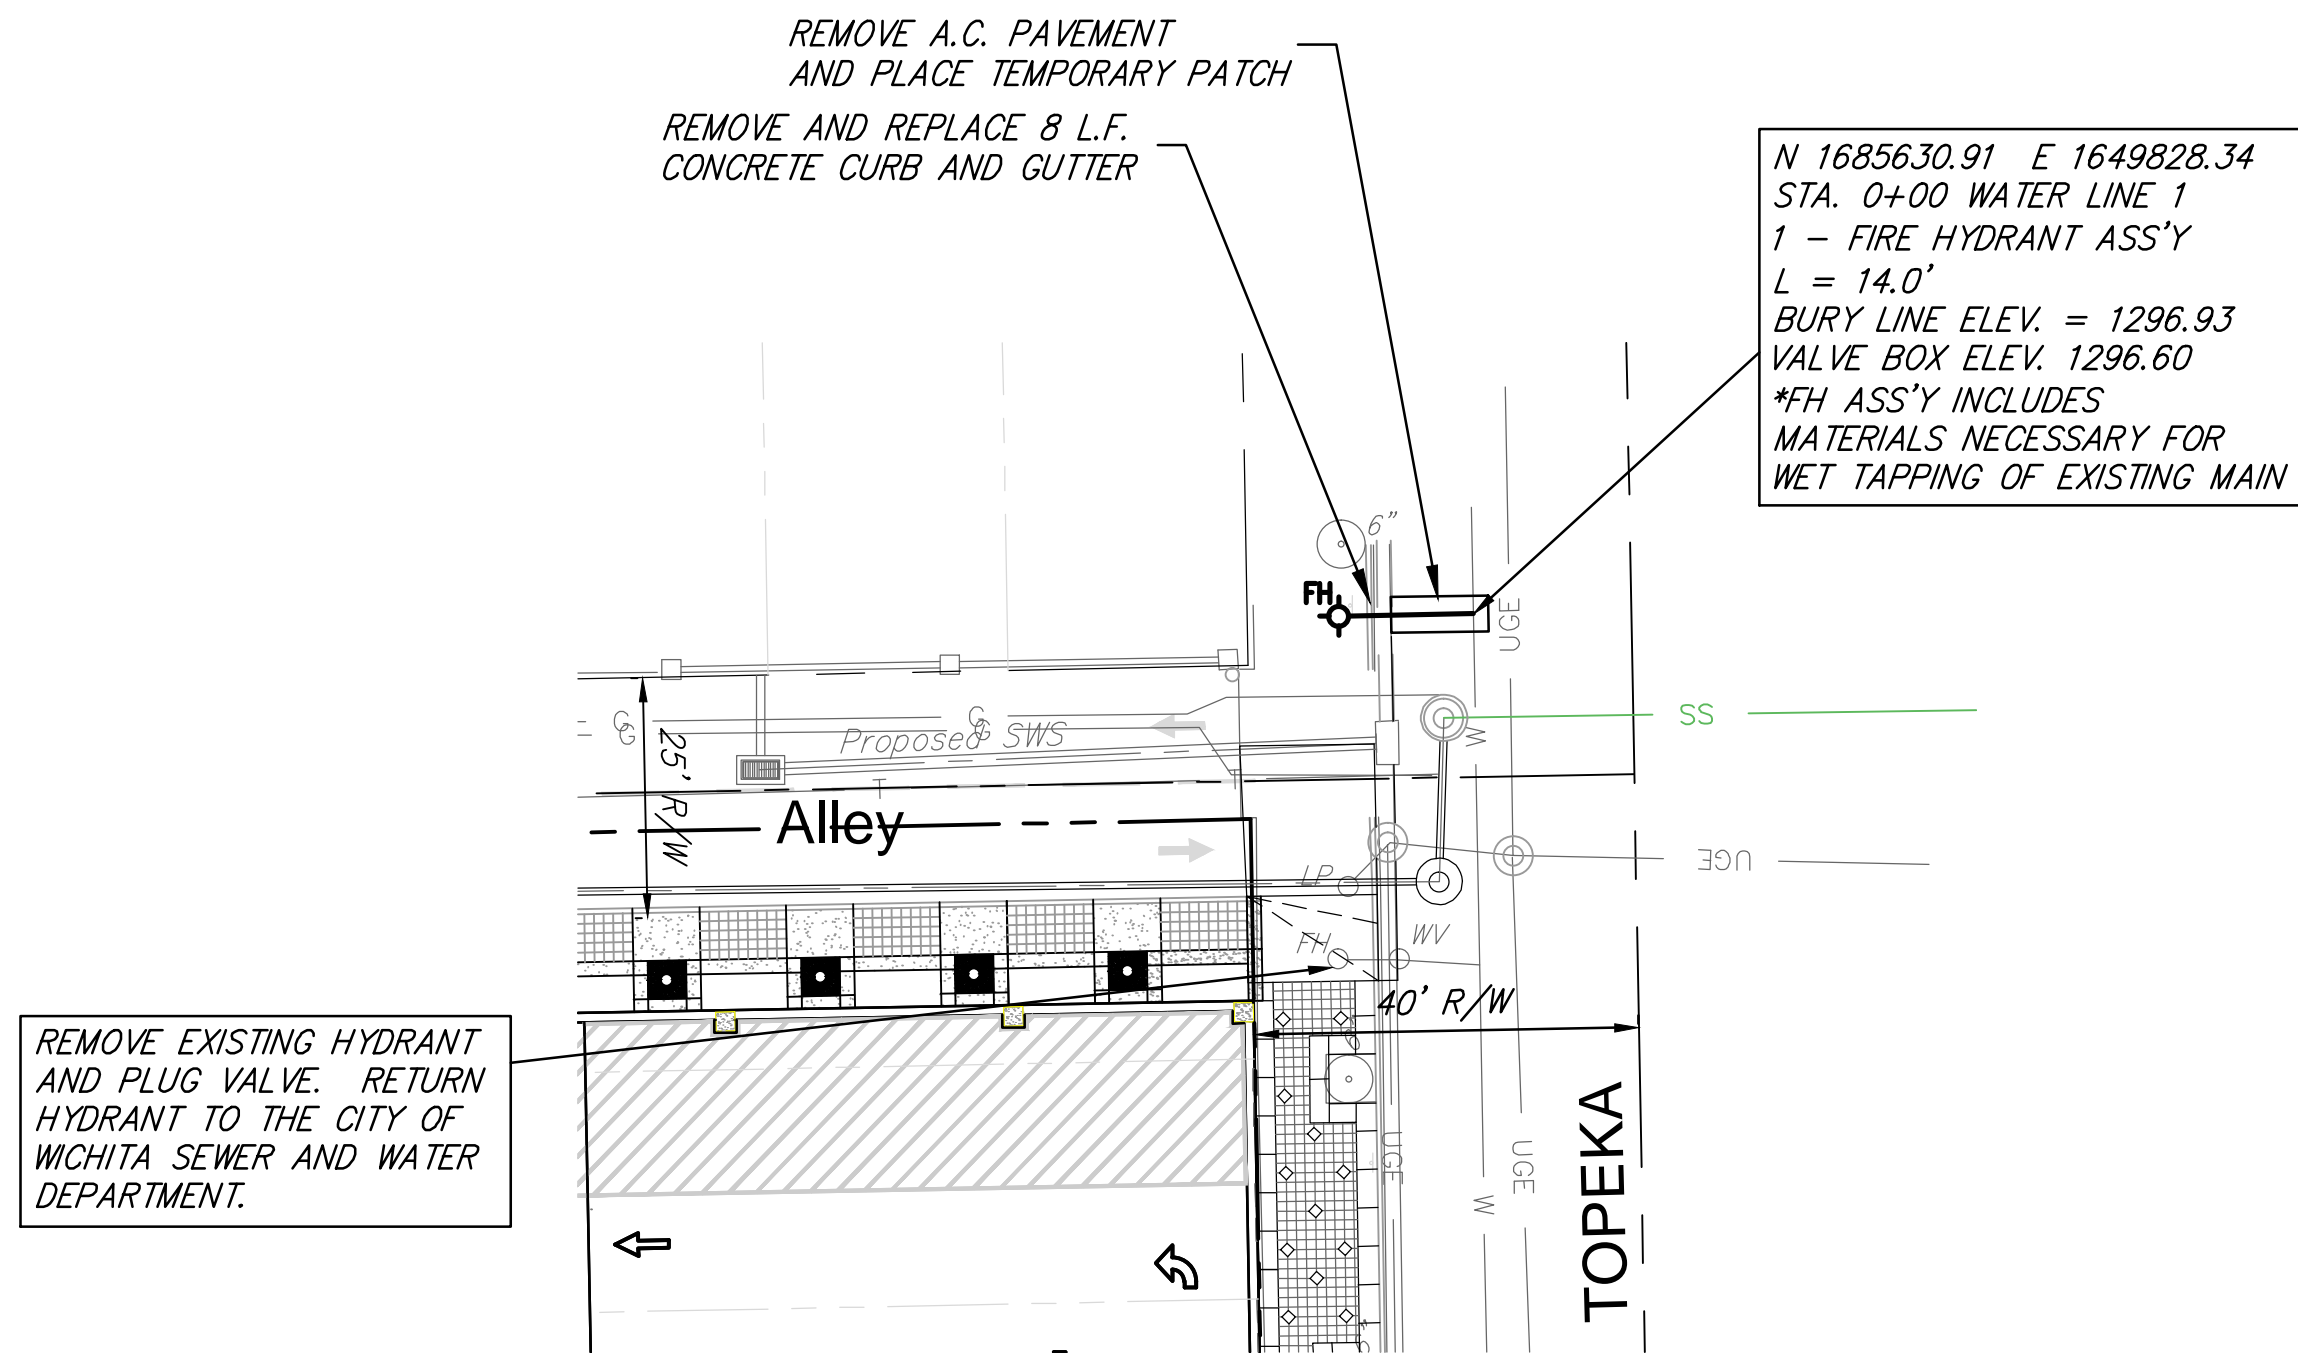 REMOVE A.C. PAVEMENT
AND PLACE TEMPORARY PATCH
REMOVE AND REPLACE 8 L.F.
CONCRETE CURB AND GUTTER
N 1685630.91 E 1649828.34
STA. 0+00 WATER LINE 1
1 - FIRE HYDRANT ASS'Y
L = 14.0'
BURY LINE ELEV. = 1296.93
VALVE BOX ELEV. 1296.60
*FH ASS'Y INCLUDES
MATERIALS NECESSARY FOR
WET TAPPING OF EXISTING MAIN
6"
FH
UGE
G
G
G
G
Proposed SWS
W
SS
25' R/W
Alley
UGE
LP
FH
WV
40' R/W
REMOVE EXISTING HYDRANT
AND PLUG VALVE. RETURN
HYDRANT TO THE CITY OF
WICHITA SEWER AND WATER
DEPARTMENT.
UGE
UGE
W
TOPEKA